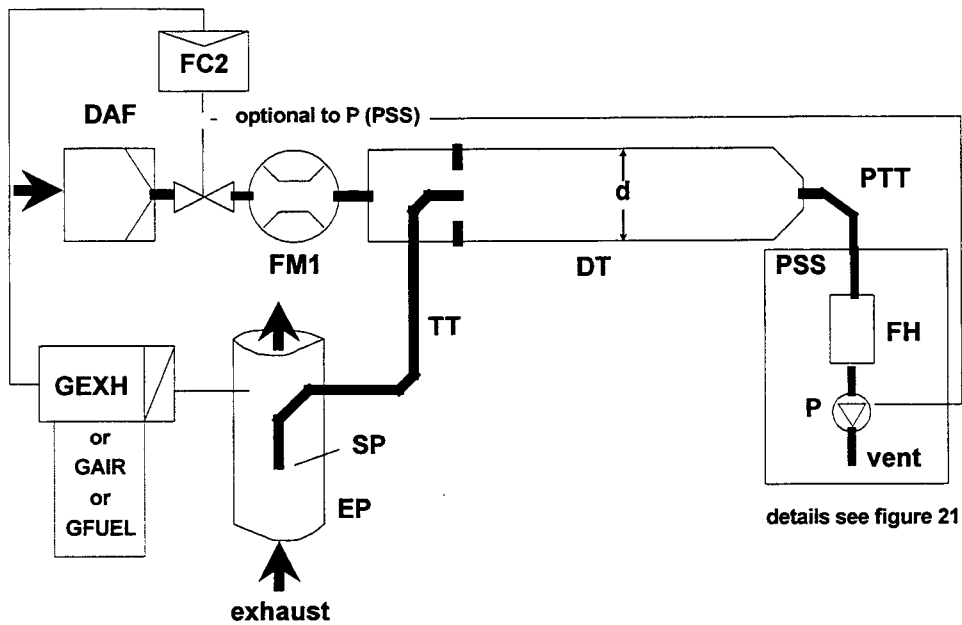 FC2
DAF
optional to P (PSS)
d
PTT
FM1
DT
PSS
TT
FH
GEXH
P
or
GAIR
or
GFUEL
SP
vent
EP
details see figure 21
exhaust